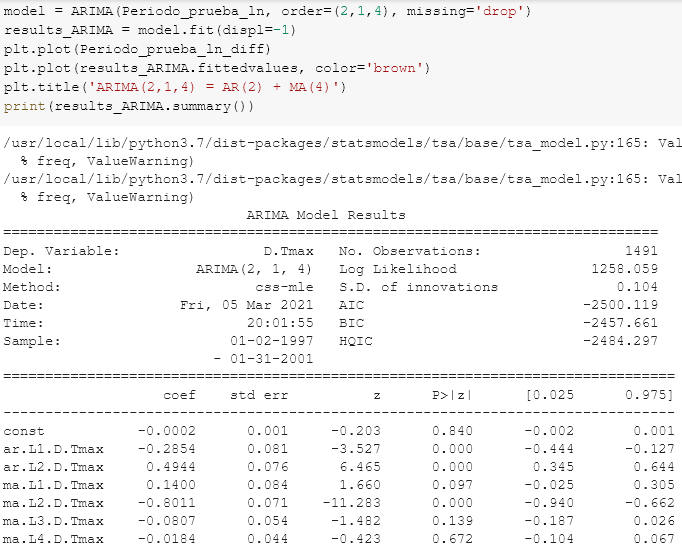 model = ARIMA(Periodo_prueba_ln, order=(2,1,4), missing='drop')
results_ARIMA = model.fit(displ=-1)
plt.plot(Periodo_prueba_ln_diff)
plt.plot(results_ARIMA.fittedvalues, color='brown')
plt.title('ARIMA(2,1,4) = AR(2) + MA(4)')
print(results_ARIMA.summary())
/usr/local/lib/python3.7/dist-packages/statsmodels/tsa/base/tsa_model.py:165: Val
% freq, ValueWarning)
/usr/local/lib/python3.7/dist-packages/statsmodels/tsa/base/tsa_model.py:165: Val
% freq, ValueWarning)
ARIMA Model Results
==============================================================================
Dep. Variable: D.Tmax No. Observations: 1491
Model: ARIMA(2, 1, 4) Log Likelihood 1258.059
Method: css-mle S.D. of innovations 0.104
Date: Fri, 05 Mar 2021 AIC -2500.119
Time: 20:01:55 BIC -2457.661
Sample: 01-02-1997 HQIC -2484.297
- 01-31-2001
================================================================================
coef std err z P>|z| [0.025 0.975]
--------------------------------------------------------------------------------
const -0.0002 0.001 -0.203 0.840 -0.002 0.001
ar.L1.D.Tmax -0.2854 0.081 -3.527 0.000 -0.444 -0.127
ar.L2.D.Tmax 0.4944 0.076 6.465 0.000 0.345 0.644
ma.L1.D.Tmax 0.1400 0.084 1.660 0.097 -0.025 0.305
ma.L2.D.Tmax -0.8011 0.071 -11.283 0.000 -0.940 -0.662
ma.L3.D.Tmax -0.0807 0.054 -1.482 0.139 -0.187 0.026
ma.L4.D.Tmax -0.0184 0.044 -0.423 0.672 -0.104 0.067